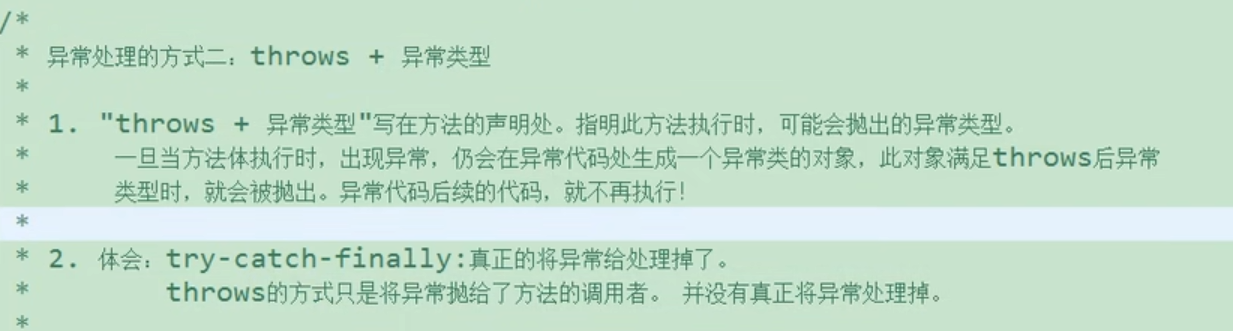 /*
* 异常处理的方式二：throws + 异常类型
*
* 1. "throws + 异常类型"写在方法的声明处。指明此方法执行时，可能会抛出的异常类型。
* 一旦当方法体执行时，出现异常，仍会在异常代码处生成一个异常类的对象，此对象满足throws后异常
* 类型时，就会被抛出。异常代码后续的代码，就不再执行！
*
* 2. 体会：try-catch-finally:真正的将异常给处理掉了。
* throws的方式只是将异常抛给了方法的调用者。 并没有真正将异常处理掉。
*